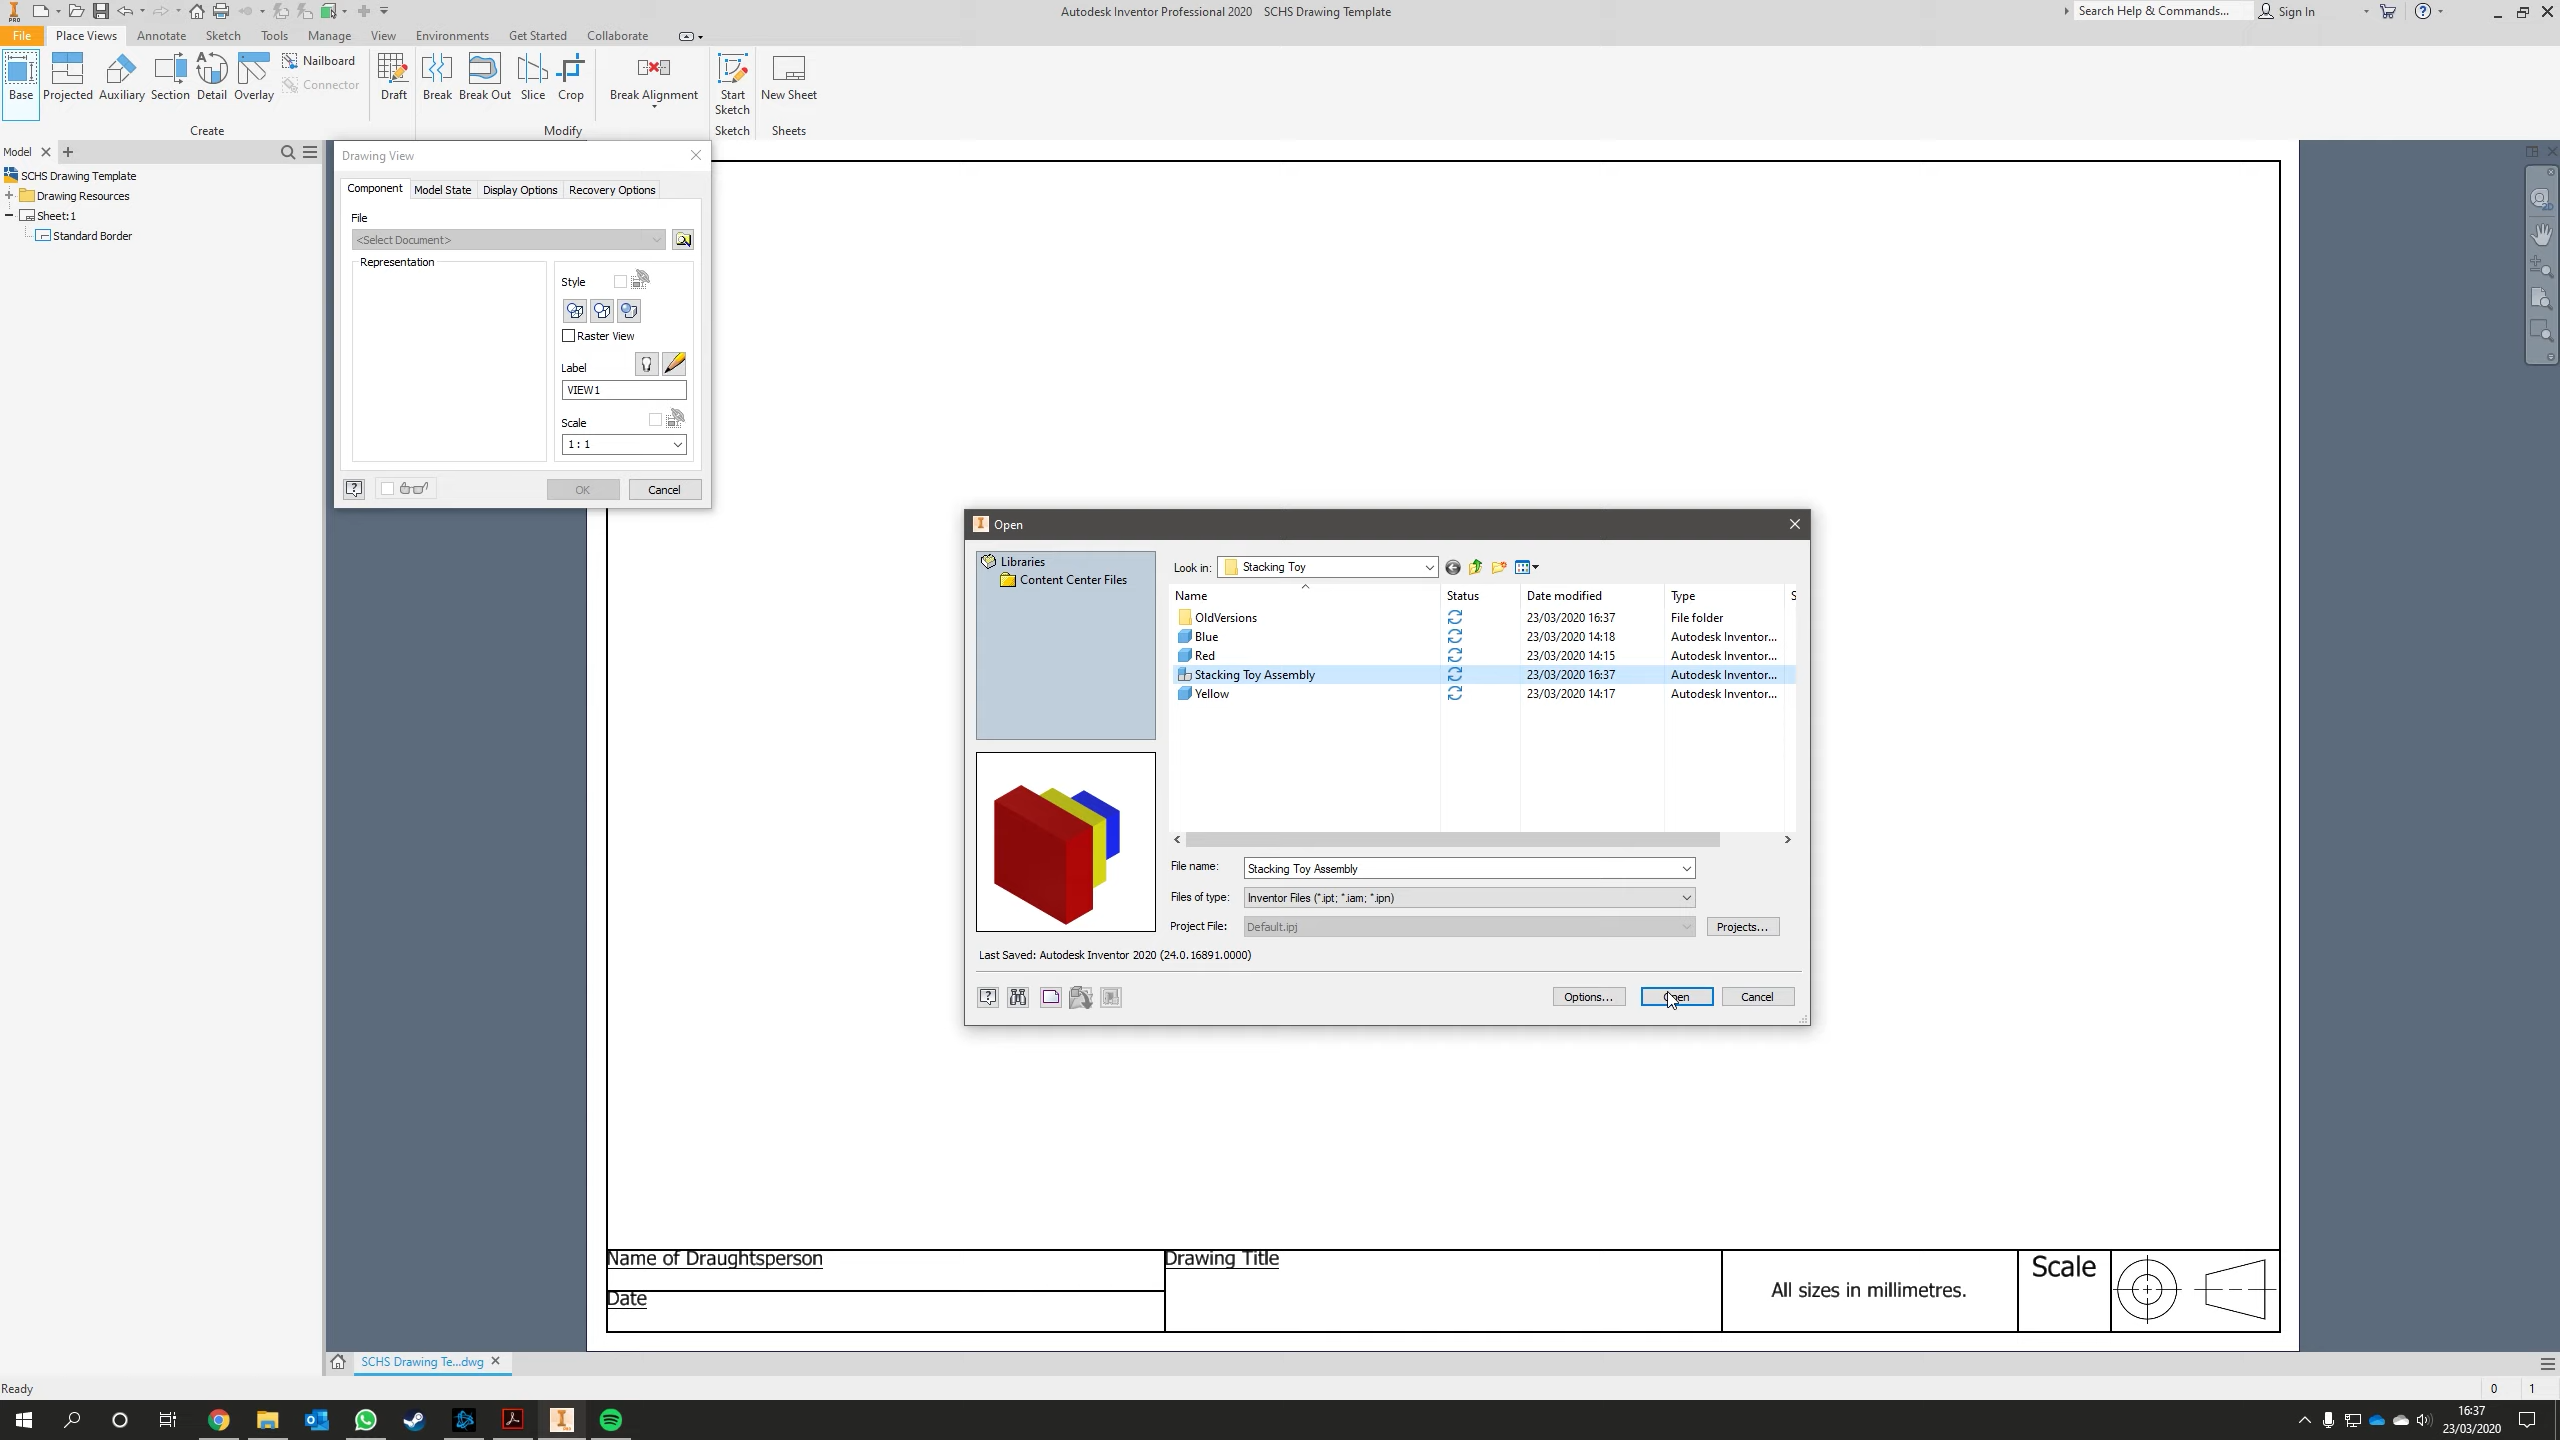 PRO
Autodesk Inventor Professional 2020 SCHS Drawing Template
Search Help & Commands...
Sign In
File
Place Views
Annotate
Sketch
Tools
Manage
View
Environments
Get Started
Collaborate
Base
Projected
Auxiliary
Section
Detail
Overlay
Nailboard
Connector
Draft
Break
Break Out
Slice
Crop
Break Alignment
Start
Sketch
New Sheet
Create
Modify
Sketch
Sheets
Model
SCHS Drawing Template
Drawing Resources
Sheet:1
Standard Border
Drawing View
Component
Model State
Display Options
Recovery Options
File
<Select Document>
Representation
Style
Raster View
Label
VIEW1
Scale
1 : 1
OK
Cancel
Open
Libraries
Content Center Files
Look in:
Stacking Toy
Name
Status
Date modified
Type
S
OldVersions
23/03/2020 16:37
File folder
Blue
23/03/2020 14:18
Autodesk Inventor...
Red
23/03/2020 14:15
Autodesk Inventor...
Stacking Toy Assembly
23/03/2020 16:37
Autodesk Inventor...
Yellow
23/03/2020 14:17
Autodesk Inventor...
File name:
Stacking Toy Assembly
Files of type:
Inventor Files (*.ipt; *.iam; *.ipn)
Project File:
Default.ipj
Projects...
Last Saved: Autodesk Inventor 2020 (24.0.16891.0000)
Options...
Open
Cancel
Name of Draughtsperson
Date
Drawing Title
All sizes in millimetres.
Scale
SCHS Drawing Te...dwg
Ready
0
1
16:37
23/03/2020